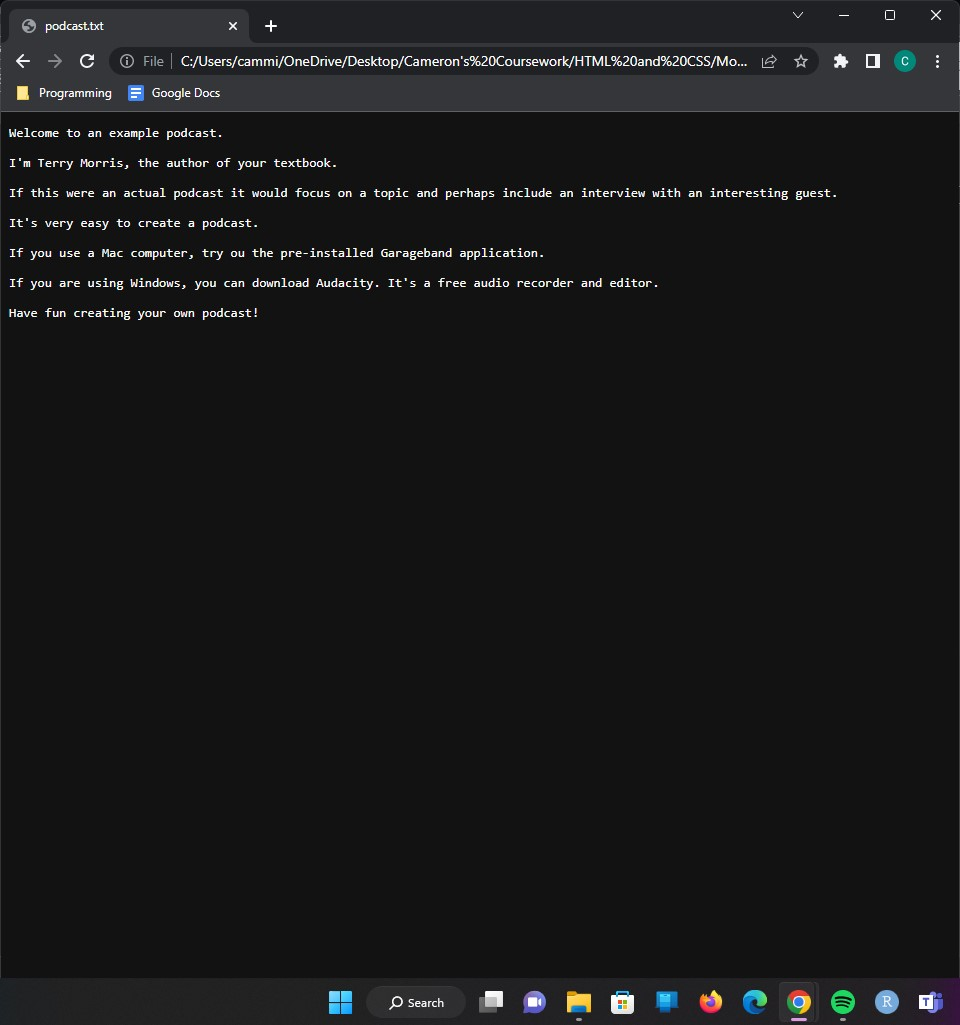 podcast.txt
File
C:/Users/cammi/OneDrive/Desktop/Cameron's%20Coursework/HTML%20and%20CSS/Mo...
C
Programming
Google Docs
Welcome to an example podcast.
I'm Terry Morris, the author of your textbook.
If this were an actual podcast it would focus on a topic and perhaps include an interview with an interesting guest.
It's very easy to create a podcast.
If you use a Mac computer, try ou the pre-installed Garageband application.
If you are using Windows, you can download Audacity. It's a free audio recorder and editor.
Have fun creating your own podcast!
Search
R
T